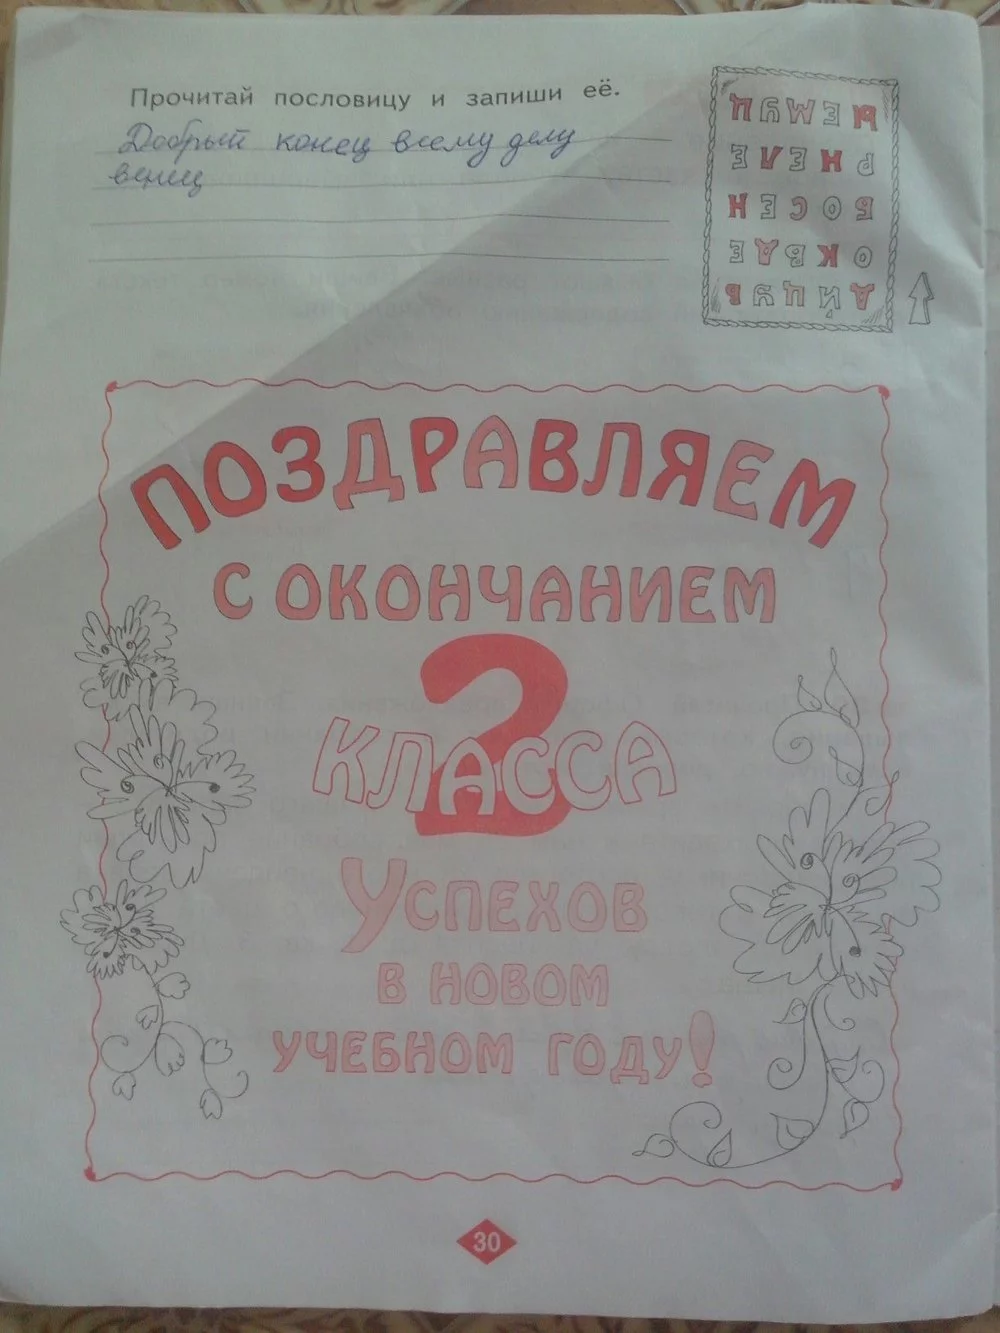 Прочитай пословицу и запиши её.
Добрый конец всему делу
венец
Ц У М Е Ы
Е Л Е Н Р
Н Е С О Б
Е Д В К О
В У Ц Й Д
ПОЗДРАВЛЯЕМ
С ОКОНЧАНИЕМ
2
КЛАССА
УСПЕХОВ
В НОВОМ
УЧЕБНОМ ГОДУ!
30